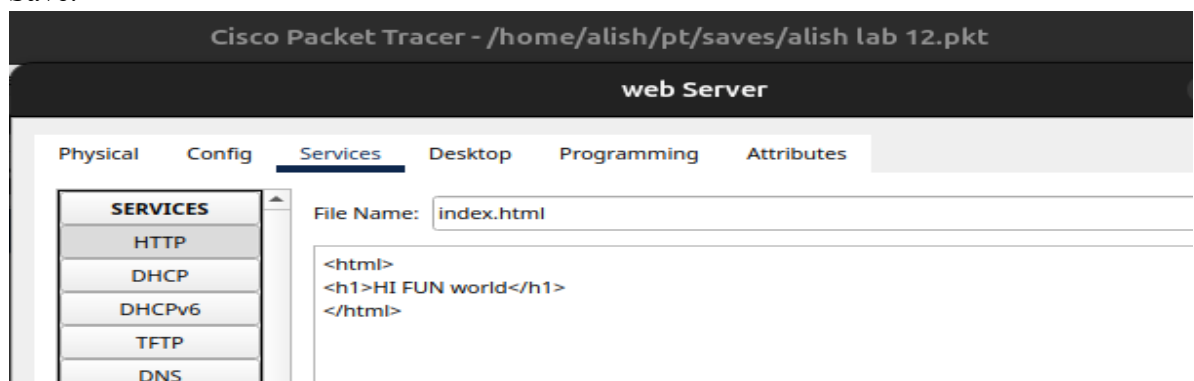 Cisco Packet Tracer - /home/alish/pt/saves/alish lab 12.pkt
web Server
Physical Config Services Desktop Programming Attributes
SERVICES
HTTP
DHCP
DHCPv6
TFTP
DNS
File Name: index.html
<html>
<h1>HI FUN world</h1>
</html>